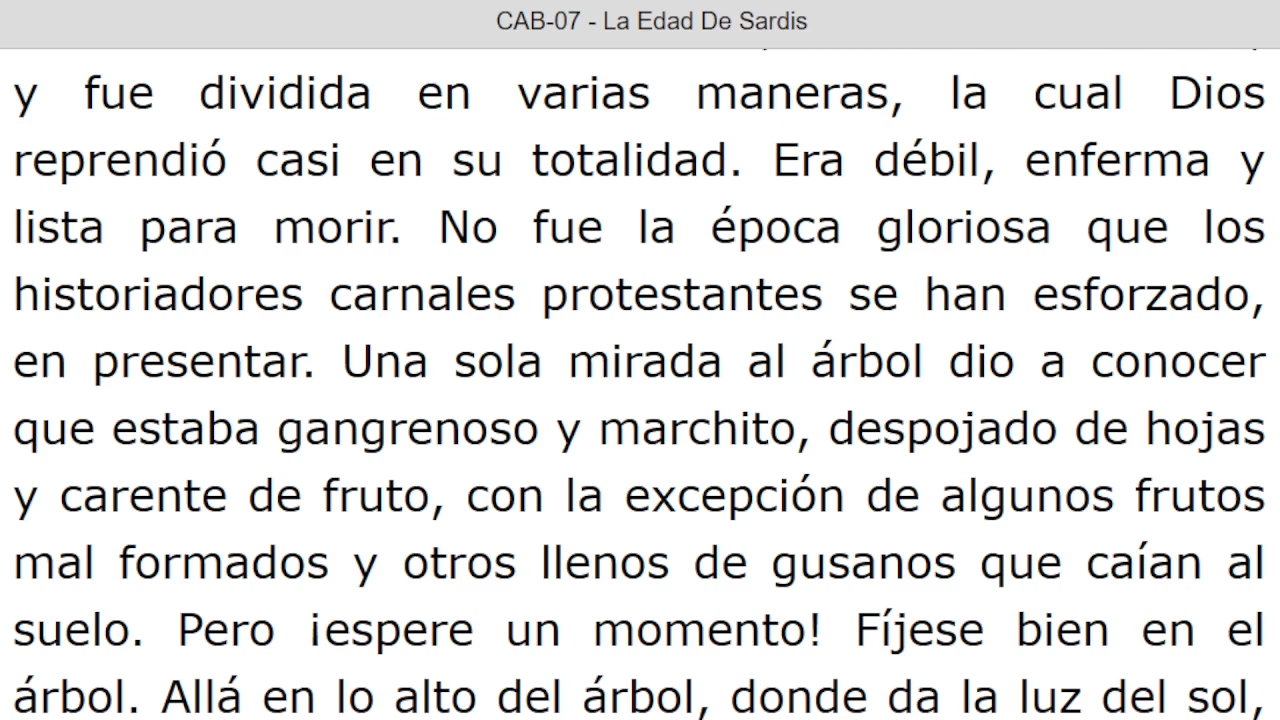 CAB-07 - La Edad De Sardis
y fue dividida en varias maneras, la cual Dios
reprendió casi en su totalidad. Era débil, enferma y
lista para morir. No fue la época gloriosa que los
historiadores carnales protestantes se han esforzado,
en presentar. Una sola mirada al árbol dio a conocer
que estaba gangrenoso y marchito, despojado de hojas
y carente de fruto, con la excepción de algunos frutos
mal formados y otros llenos de gusanos que caían al
suelo. Pero ¡espere un momento! Fíjese bien en el
árbol. Allá en lo alto del árbol, donde da la luz del sol,